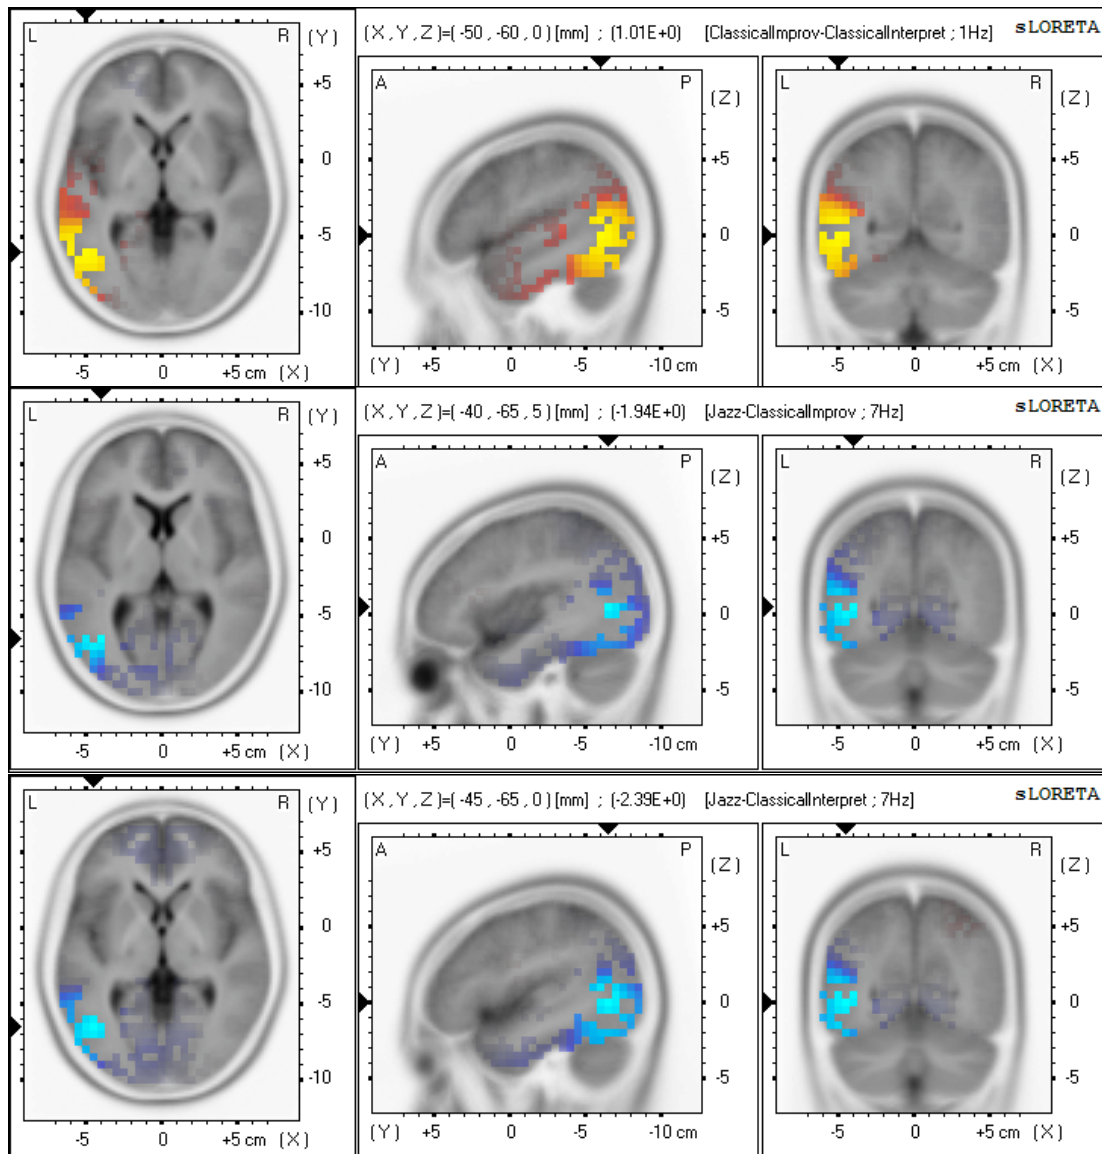 L R (Y) (X, Y, Z)=(-50, -60, 0) [mm] ; (1.01E+0) [ClassicalImprov-ClassicalInterpret ; 1Hz] sLORETA
A P (Z) L R (Z)
+5 +5 +5
0 0 0
-5 -5 -5
-10
-5 0 +5 cm (X) (Y) +5 0 -5 -10 cm -5 0 +5 cm (X)
L R (Y) (X, Y, Z)=(-40, -65, 5) [mm] ; (-1.94E+0) [Jazz-ClassicalImprov ; 7Hz] sLORETA
A P (Z) L R (Z)
+5 +5 +5
0 0 0
-5 -5 -5
-10
-5 0 +5 cm (X) (Y) +5 0 -5 -10 cm -5 0 +5 cm (X)
L R (Y) (X, Y, Z)=(-45, -65, 0) [mm] ; (-2.39E+0) [Jazz-ClassicalInterpret ; 7Hz] sLORETA
A P (Z) L R (Z)
+5 +5 +5
0 0 0
-5 -5 -5
-10
-5 0 +5 cm (X) (Y) +5 0 -5 -10 cm -5 0 +5 cm (X)